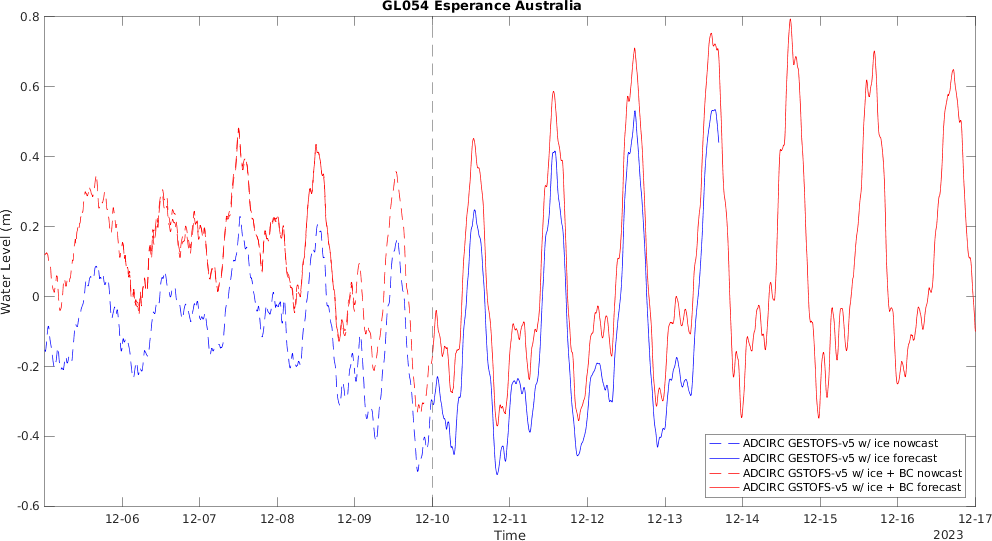 GL054 Esperance Australia
Water Level (m)
0.8
0.6
0.4
0.2
0
-0.2
-0.4
-0.6
ADCIRC GESTOFS-v5 w/ ice nowcast
ADCIRC GESTOFS-v5 w/ ice forecast
ADCIRC GSTOFS-v5 w/ ice + BC nowcast
ADCIRC GSTOFS-v5 w/ ice + BC forecast
12-06 12-07 12-08 12-09 12-10 12-11 12-12 12-13 12-14 12-15 12-16 12-17
Time
2023